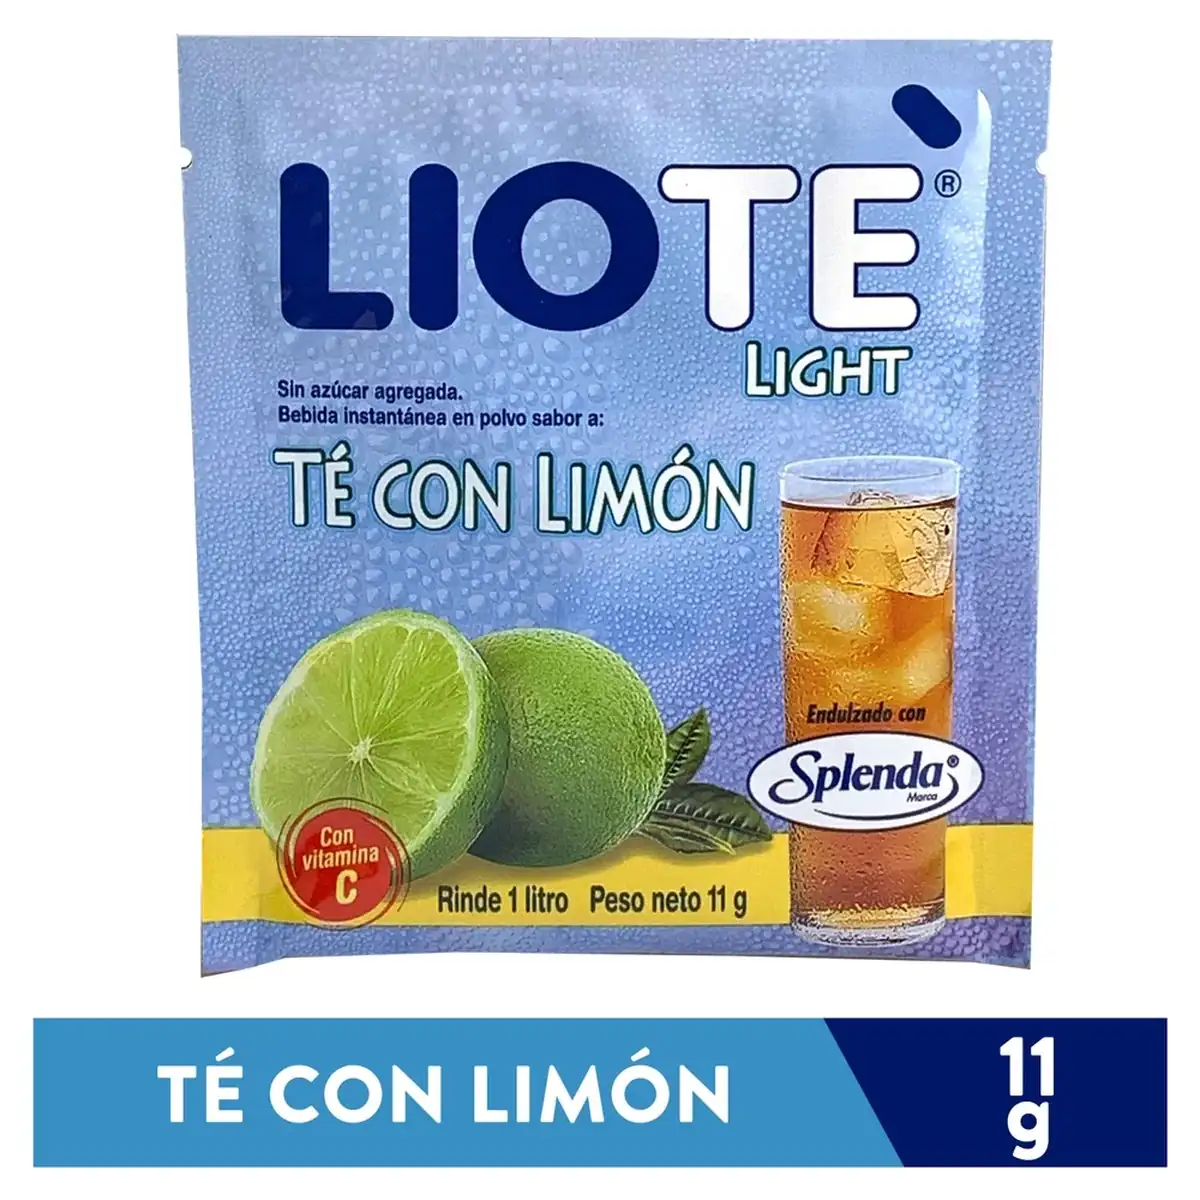 LIOTÈ®
LIGHT
Sin azúcar agregada.
Bebida instantánea en polvo sabor a:
TÉ CON LIMÓN
Endulzado con
Splenda®
Marca
Con
vitamina
C
Rinde 1 litro Peso neto 11 g
TÉ CON LIMÓN
11
g